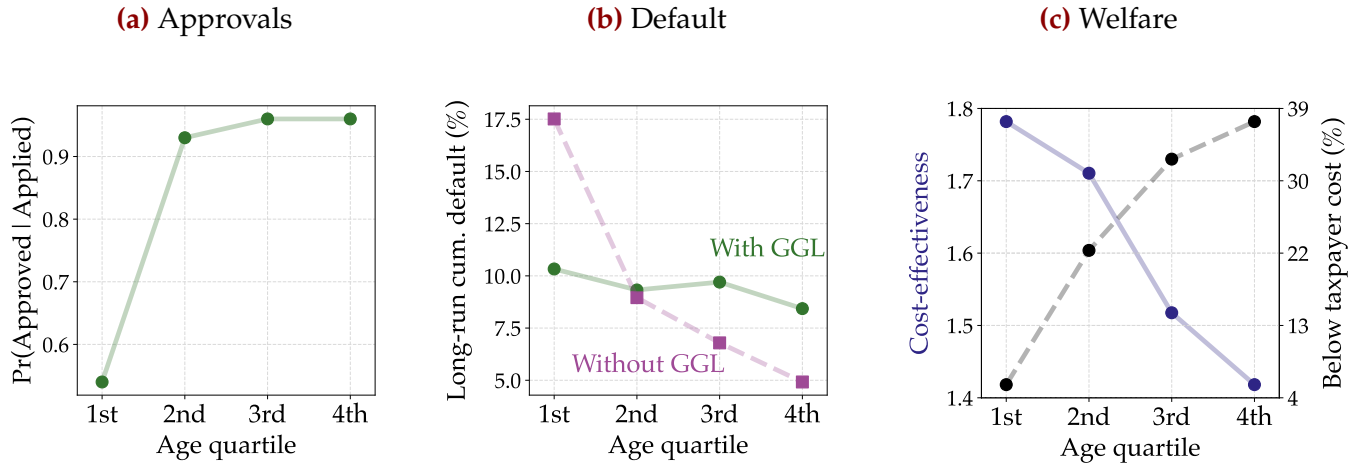 (a) Approvals
Pr(Approved | Applied)
0.9
0.8
0.7
0.6
1st 2nd 3rd 4th
Age quartile
(b) Default
Long-run cum. default (%)
17.5
15.0
12.5
10.0
7.5
5.0
With GGL
Without GGL
1st 2nd 3rd 4th
Age quartile
(c) Welfare
Cost-effectiveness
1.8
1.7
1.6
1.5
1.4
39
30
22
13
4
Below taxpayer cost (%)
1st 2nd 3rd 4th
Age quartile